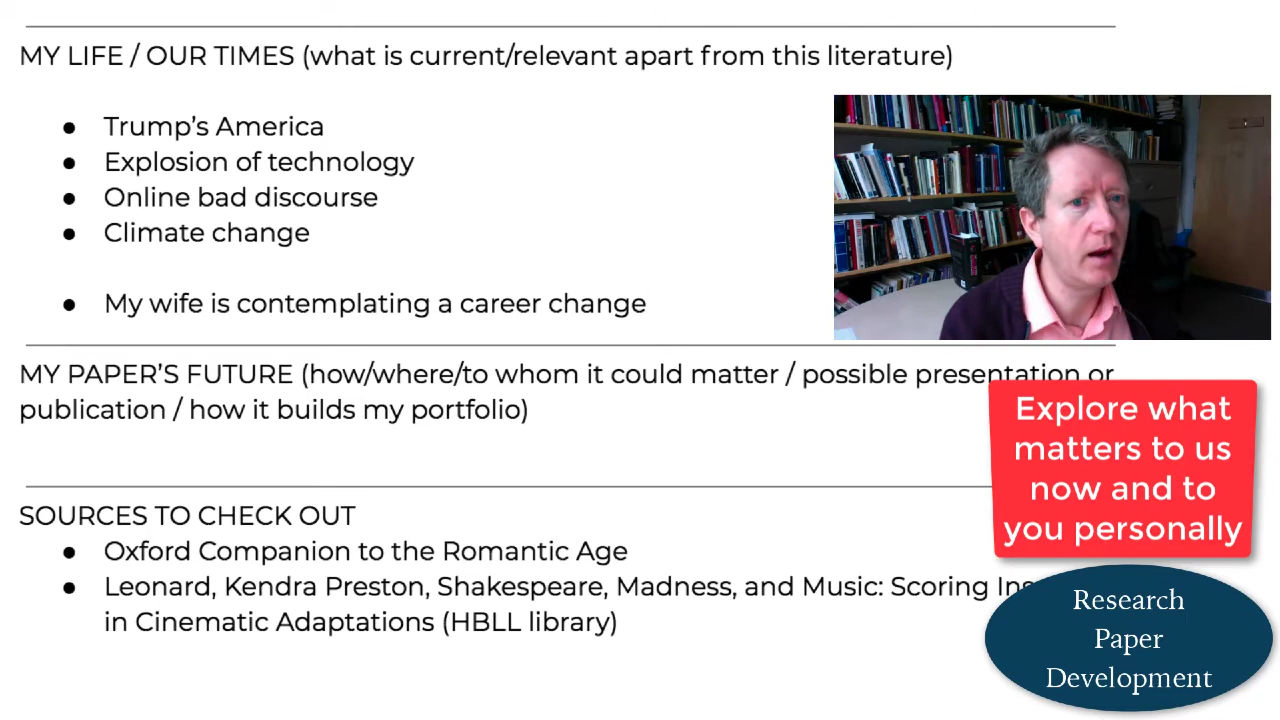 MY LIFE / OUR TIMES (what is current/relevant apart from this literature)
● Trump's America
● Explosion of technology
● Online bad discourse
● Climate change
● My wife is contemplating a career change
MY PAPER'S FUTURE (how/where/to whom it could matter / possible presentation or
publication / how it builds my portfolio)
Explore what
matters to us
now and to
you personally
SOURCES TO CHECK OUT
● Oxford Companion to the Romantic Age
● Leonard, Kendra Preston, Shakespeare, Madness, and Music: Scoring
in Cinematic Adaptations (HBLL library)
Research
Paper
Development